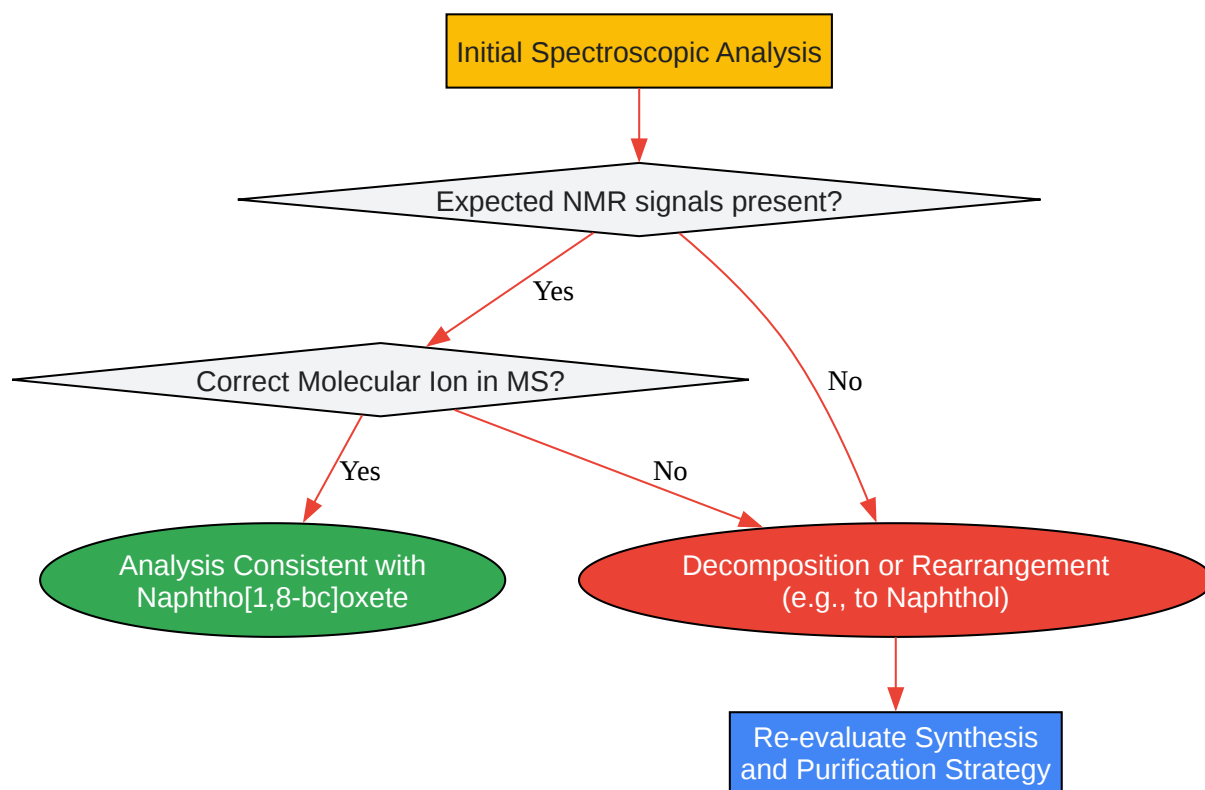 Initial Spectroscopic Analysis
Expected NMR signals present?
Yes
No
Correct Molecular Ion in MS?
Yes
No
Analysis Consistent with
Naphtho[1,8-bc]oxete
Decomposition or Rearrangement
(e.g., to Naphthol)
Re-evaluate Synthesis
and Purification Strategy